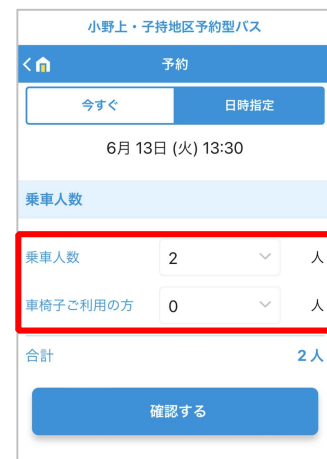 小野上・子持地区予約型バス
予約
今すぐ 日時指定
6月 13日 (火) 13:30
乗車人数
乗車人数 2 人
車椅子ご利用の方 0 人
合計 2人
確認する